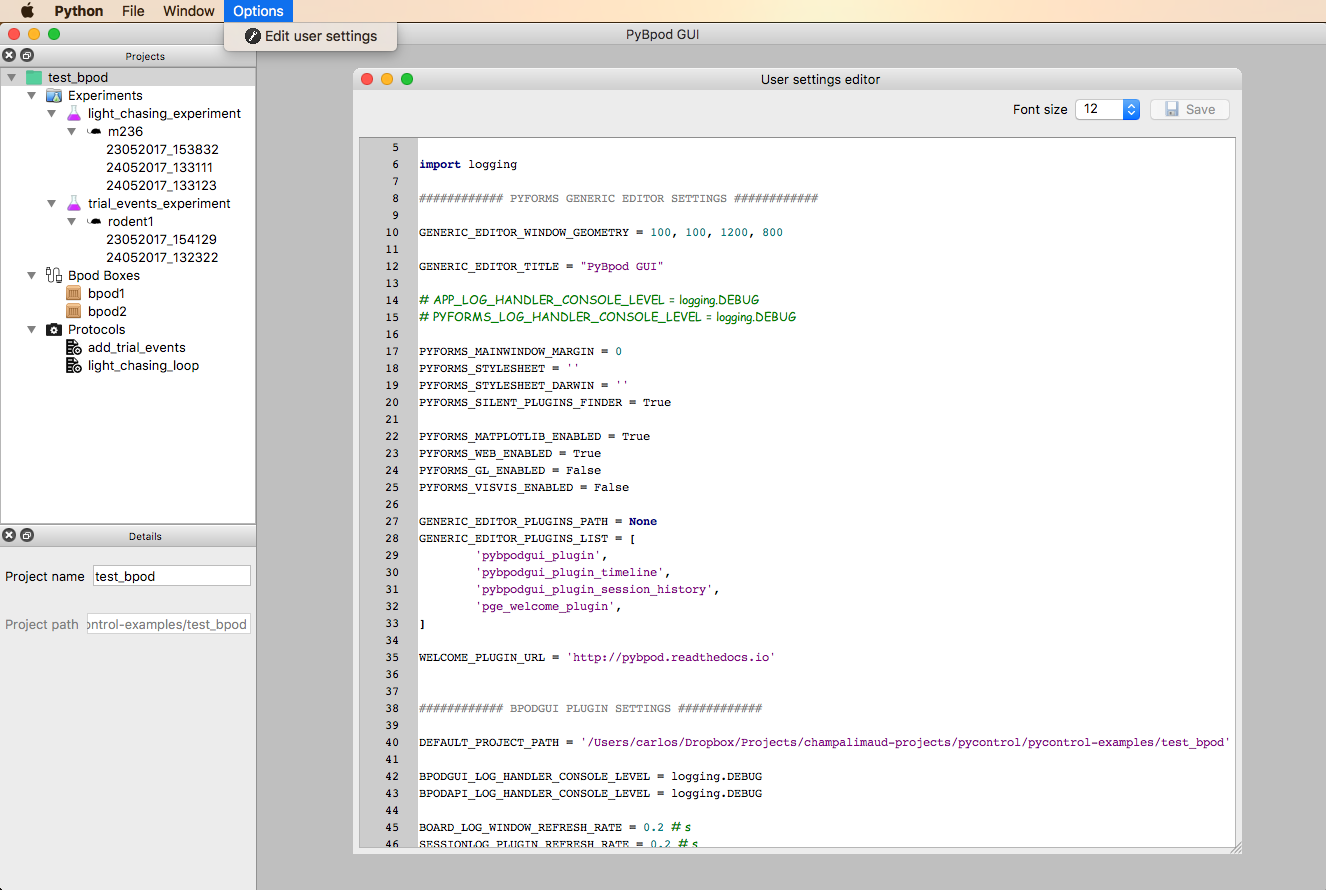 Python File Window Options
Edit user settings
PyBpod GUI
Projects
test_bpod
Experiments
light_chasing_experiment
m236
23052017_153832
24052017_133111
24052017_133123
trial_events_experiment
rodent1
23052017_154129
24052017_132322
Bpod Boxes
bpod1
bpod2
Protocols
add_trial_events
light_chasing_loop
Details
Project name test_bpod
Project path ontrol-examples/test_bpod
User settings editor
Font size 12 Save
5
6 import logging
7
8 ############ PYFORMS GENERIC EDITOR SETTINGS ############
9
10 GENERIC_EDITOR_WINDOW_GEOMETRY = 100, 100, 1200, 800
11
12 GENERIC_EDITOR_TITLE = "PyBpod GUI"
13
14 # APP_LOG_HANDLER_CONSOLE_LEVEL = logging.DEBUG
15 # PYFORMS_LOG_HANDLER_CONSOLE_LEVEL = logging.DEBUG
16
17 PYFORMS_MAINWINDOW_MARGIN = 0
18 PYFORMS_STYLESHEET = ''
19 PYFORMS_STYLESHEET_DARWIN = ''
20 PYFORMS_SILENT_PLUGINS_FINDER = True
21
22 PYFORMS_MATPLOTLIB_ENABLED = True
23 PYFORMS_WEB_ENABLED = True
24 PYFORMS_GL_ENABLED = False
25 PYFORMS_VISVIS_ENABLED = False
26
27 GENERIC_EDITOR_PLUGINS_PATH = None
28 GENERIC_EDITOR_PLUGINS_LIST = [
29 'pybpodgui_plugin',
30 'pybpodgui_plugin_timeline',
31 'pybpodgui_plugin_session_history',
32 'pge_welcome_plugin',
33 ]
34
35 WELCOME_PLUGIN_URL = 'http://pybpod.readthedocs.io'
36
37
38 ############ BPODGUI PLUGIN SETTINGS ############
39
40 DEFAULT_PROJECT_PATH = '/Users/carlos/Dropbox/Projects/champalimaud-projects/pycontrol/pycontrol-examples/test_bpod'
41
42 BPODGUI_LOG_HANDLER_CONSOLE_LEVEL = logging.DEBUG
43 BPODAPI_LOG_HANDLER_CONSOLE_LEVEL = logging.DEBUG
44
45 BOARD_LOG_WINDOW_REFRESH_RATE = 0.2 # s
46 SESSIONLOG_PLUGIN_REFRESH_RATE = 0.2 # s